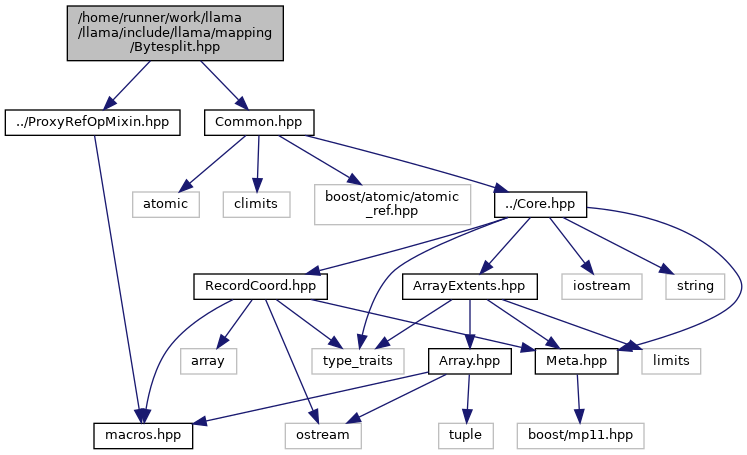 /home/runner/work/llama
/llama/include/llama/mapping
/Bytesplit.hpp
../ProxyRefOpMixin.hpp
Common.hpp
atomic
climits
boost/atomic/atomic
_ref.hpp
../Core.hpp
RecordCoord.hpp
ArrayExtents.hpp
iostream
string
array
type_traits
Array.hpp
Meta.hpp
limits
macros.hpp
ostream
tuple
boost/mp11.hpp